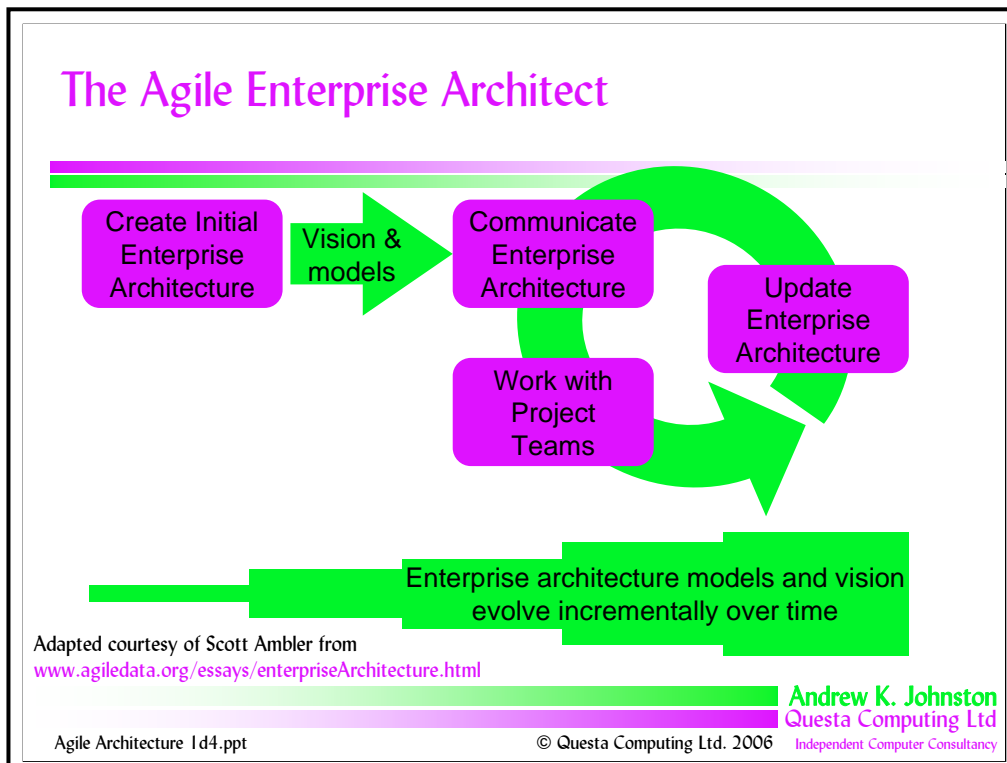 The Agile Enterprise Architect
Create Initial
Enterprise
Architecture
Vision &
models
Communicate
Enterprise
Architecture
Update
Enterprise
Architecture
Work with
Project
Teams
Enterprise architecture models and vision
evolve incrementally over time
Adapted courtesy of Scott Ambler from
www.agiledata.org/essays/enterpriseArchitecture.html
Andrew K. Johnston
Questa Computing Ltd
Agile Architecture 1d4.ppt
© Questa Computing Ltd. 2006
Independent Computer Consultancy